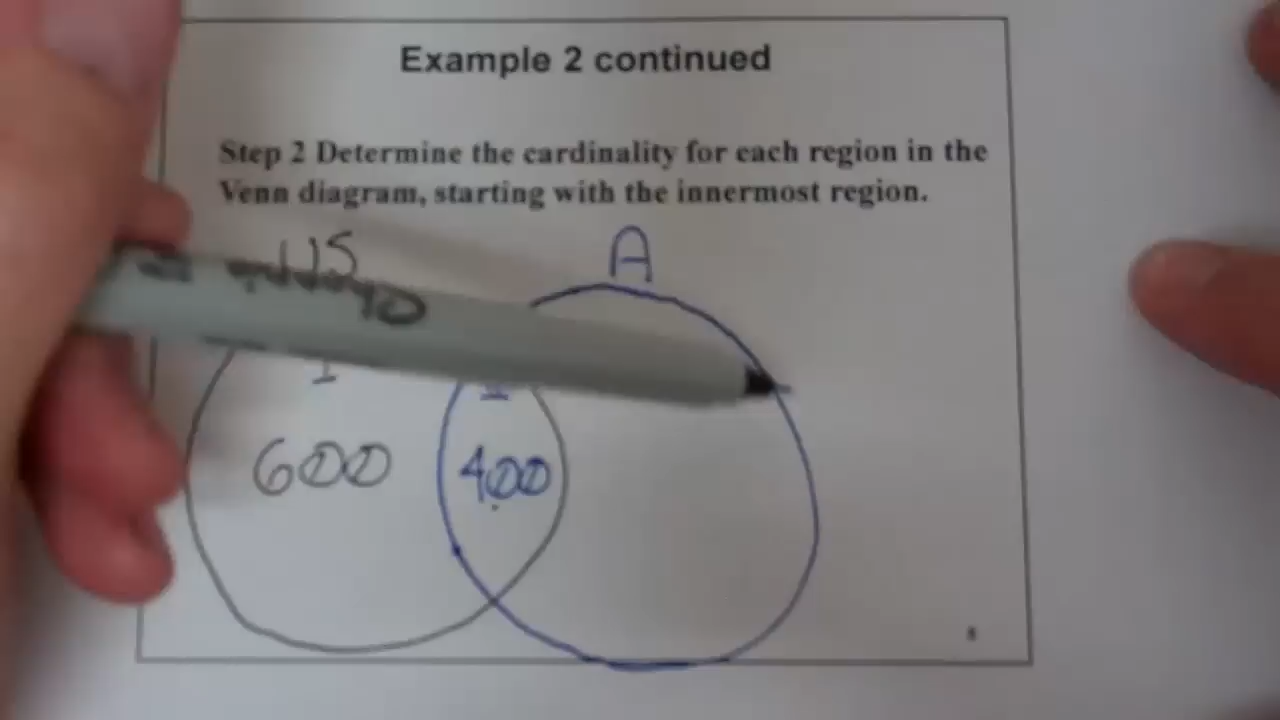 Example 2 continued
Step 2 Determine the cardinality for each region in the
Venn diagram, starting with the innermost region.
A
I
600
400
8